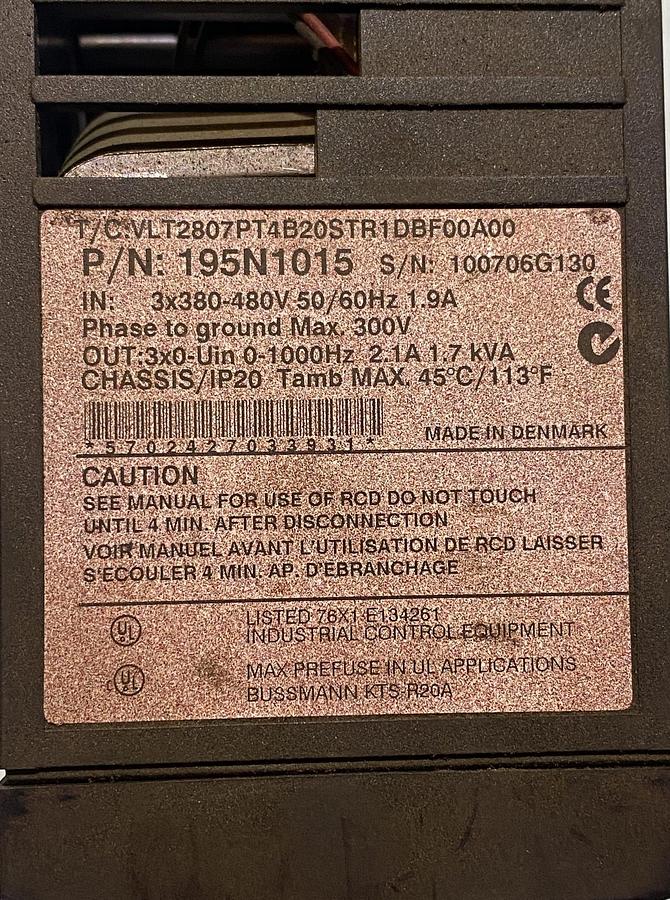 T/C:VLT2807PT4B20STR1DBF00A00
P/N: 195N1015 S/N: 100706G130
IN: 3x380-480V 50/60Hz 1.9A
CE
Phase to ground Max. 300V
OUT:3x0-Uin 0-1000Hz 2.1A 1.7 kVA
CHASSIS/IP20 Tamb MAX. 45°C/113°F
*5702427033931*
MADE IN DENMARK
CAUTION
SEE MANUAL FOR USE OF RCD DO NOT TOUCH
UNTIL 4 MIN. AFTER DISCONNECTION
VOIR MANUEL AVANT L'UTILISATION DE RCD LAISSER
S'ECOULER 4 MIN. AP. D'EBRANCHAGE
UL LISTED 76X1 E134261
INDUSTRIAL CONTROL EQUIPMENT
c UL MAX PREFUSE IN UL APPLICATIONS
BUSSMANN KTS-R20A